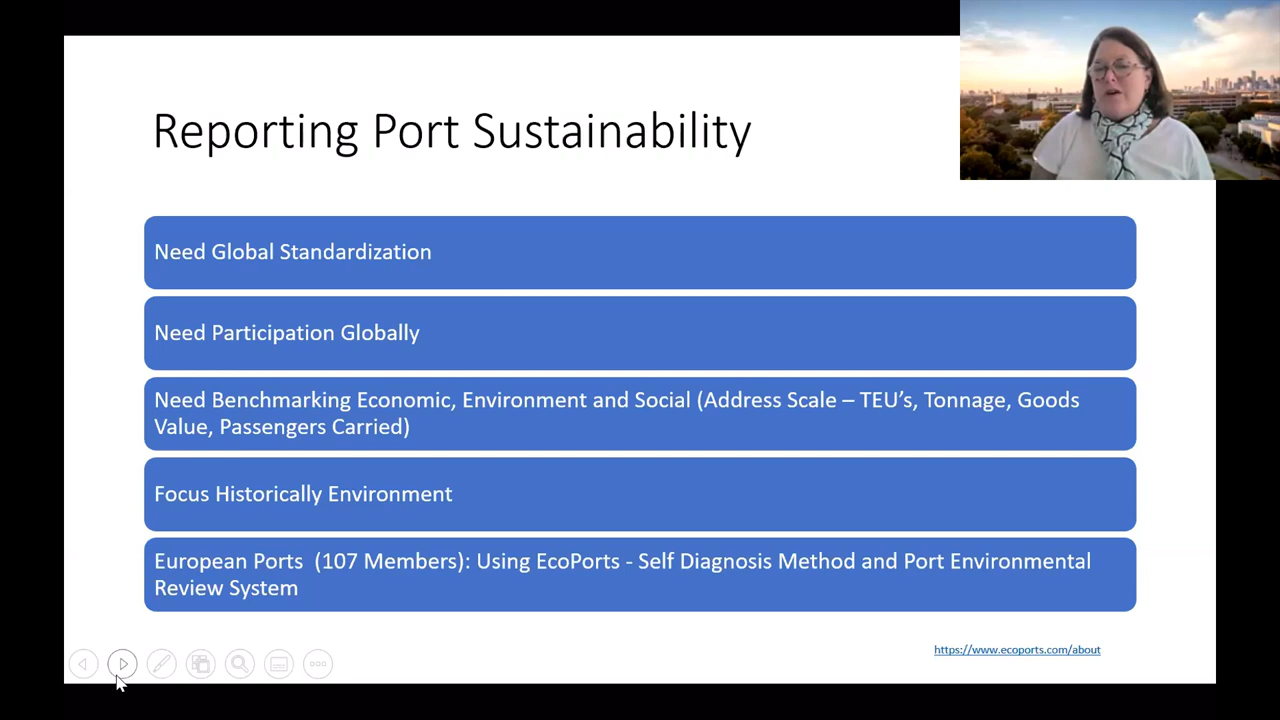 Reporting Port Sustainability
Need Global Standardization
Need Participation Globally
Need Benchmarking Economic, Environment and Social (Address Scale – TEU’s, Tonnage, Goods
Value, Passengers Carried)
Focus Historically Environment
European Ports  (107 Members): Using EcoPorts - Self Diagnosis Method and Port Environmental
Review System
https://www.ecoports.com/about